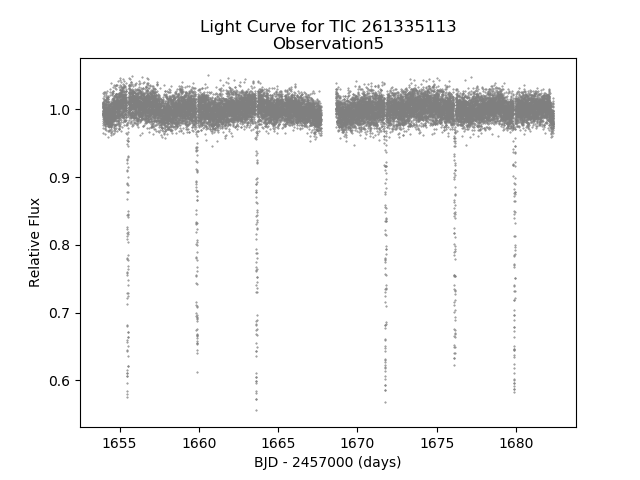 Light Curve for TIC 261335113
Observation5
Relative Flux
1.0
0.9
0.8
0.7
0.6
1655 1660 1665 1670 1675 1680
BJD - 2457000 (days)